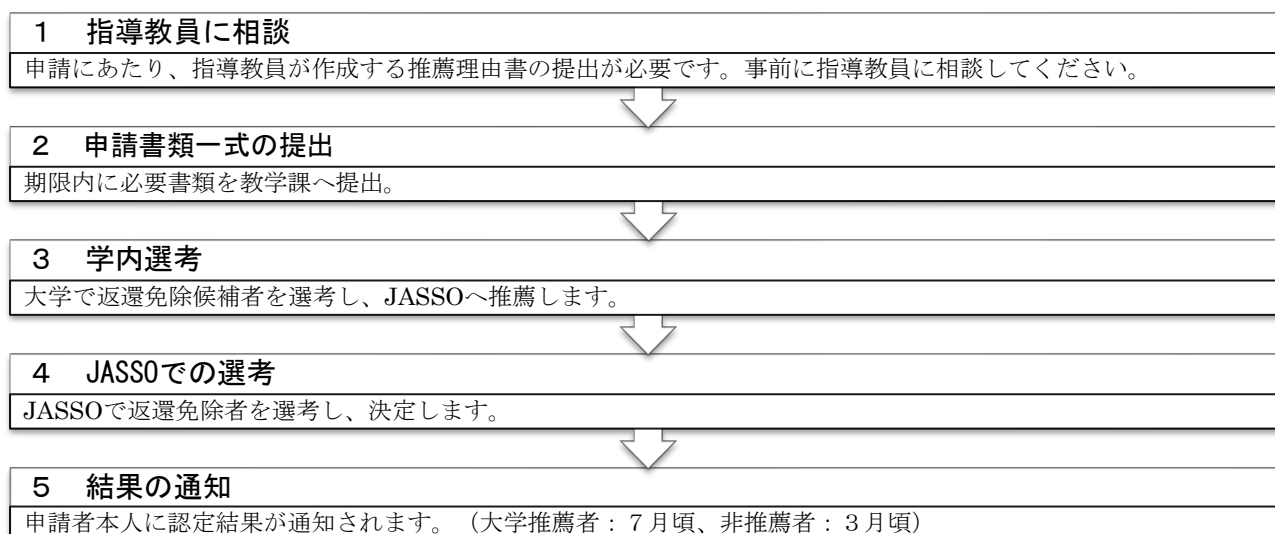 １　指導教員に相談
申請にあたり、指導教員が作成する推薦理由書の提出が必要です。事前に指導教員に相談してください。
２　申請書類一式の提出
期限内に必要書類を教学課へ提出。
３　学内選考
大学で返還免除候補者を選考し、JASSOへ推薦します。
４　JASSOでの選考
JASSOで返還免除者を選考し、決定します。
５　結果の通知
申請者本人に認定結果が通知されます。（大学推薦者：７月頃、非推薦者：３月頃）